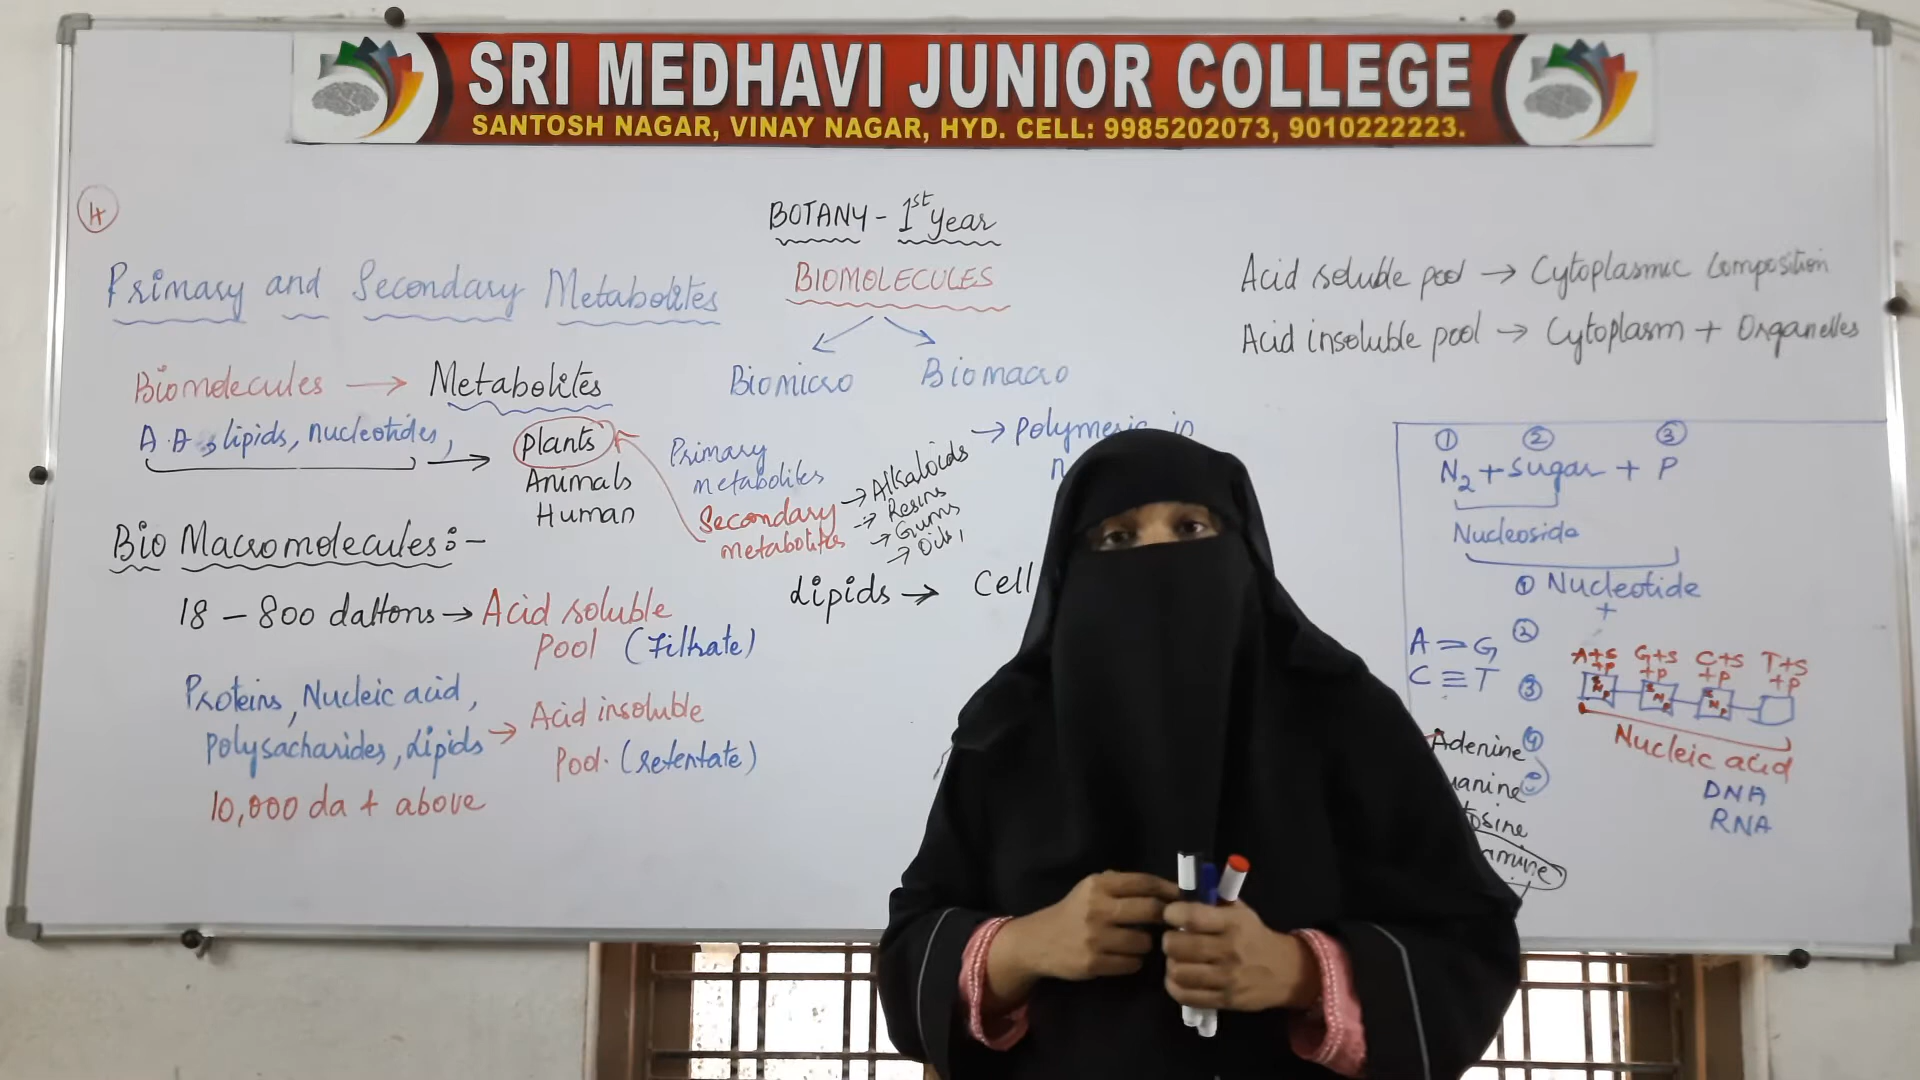 SRI MEDHAVI JUNIOR COLLEGE
SANTOSH NAGAR, VINAY NAGAR, HYD. CELL: 9985202073, 9010222223.
BOTANY - 1st Year
BIOMOLECULES
Biomicro Biomacro
Primary and Secondary Metabolites
Biomolecules → Metabolites
A.A, lipids, nucleotides, → plants
Animals
Human
Primary metabolites
Secondary metabolites
→ Alkaloids → polymeric in
→ Resins
→ Gums
→ Oils,
Lipids → Cell
Bio Macromolecules:-
18 - 800 daltons → Acid soluble
Pool (Filtrate)
Proteins, Nucleic acid,
polysacharides, Lipids → Acid insoluble
Pool. (retentate)
10,000 da + above
Acid soluble pool → Cytoplasmic Composition
Acid insoluble pool → Cytoplasm + Organelles
① ② ③
N2 + Sugar + P
Nucleoside
① Nucleotide
+
A = G ②
C ≡ T ③
A+S+P G+S+P C+S+P T+S+P
Nucleic acid
DNA
RNA
Adenine ④